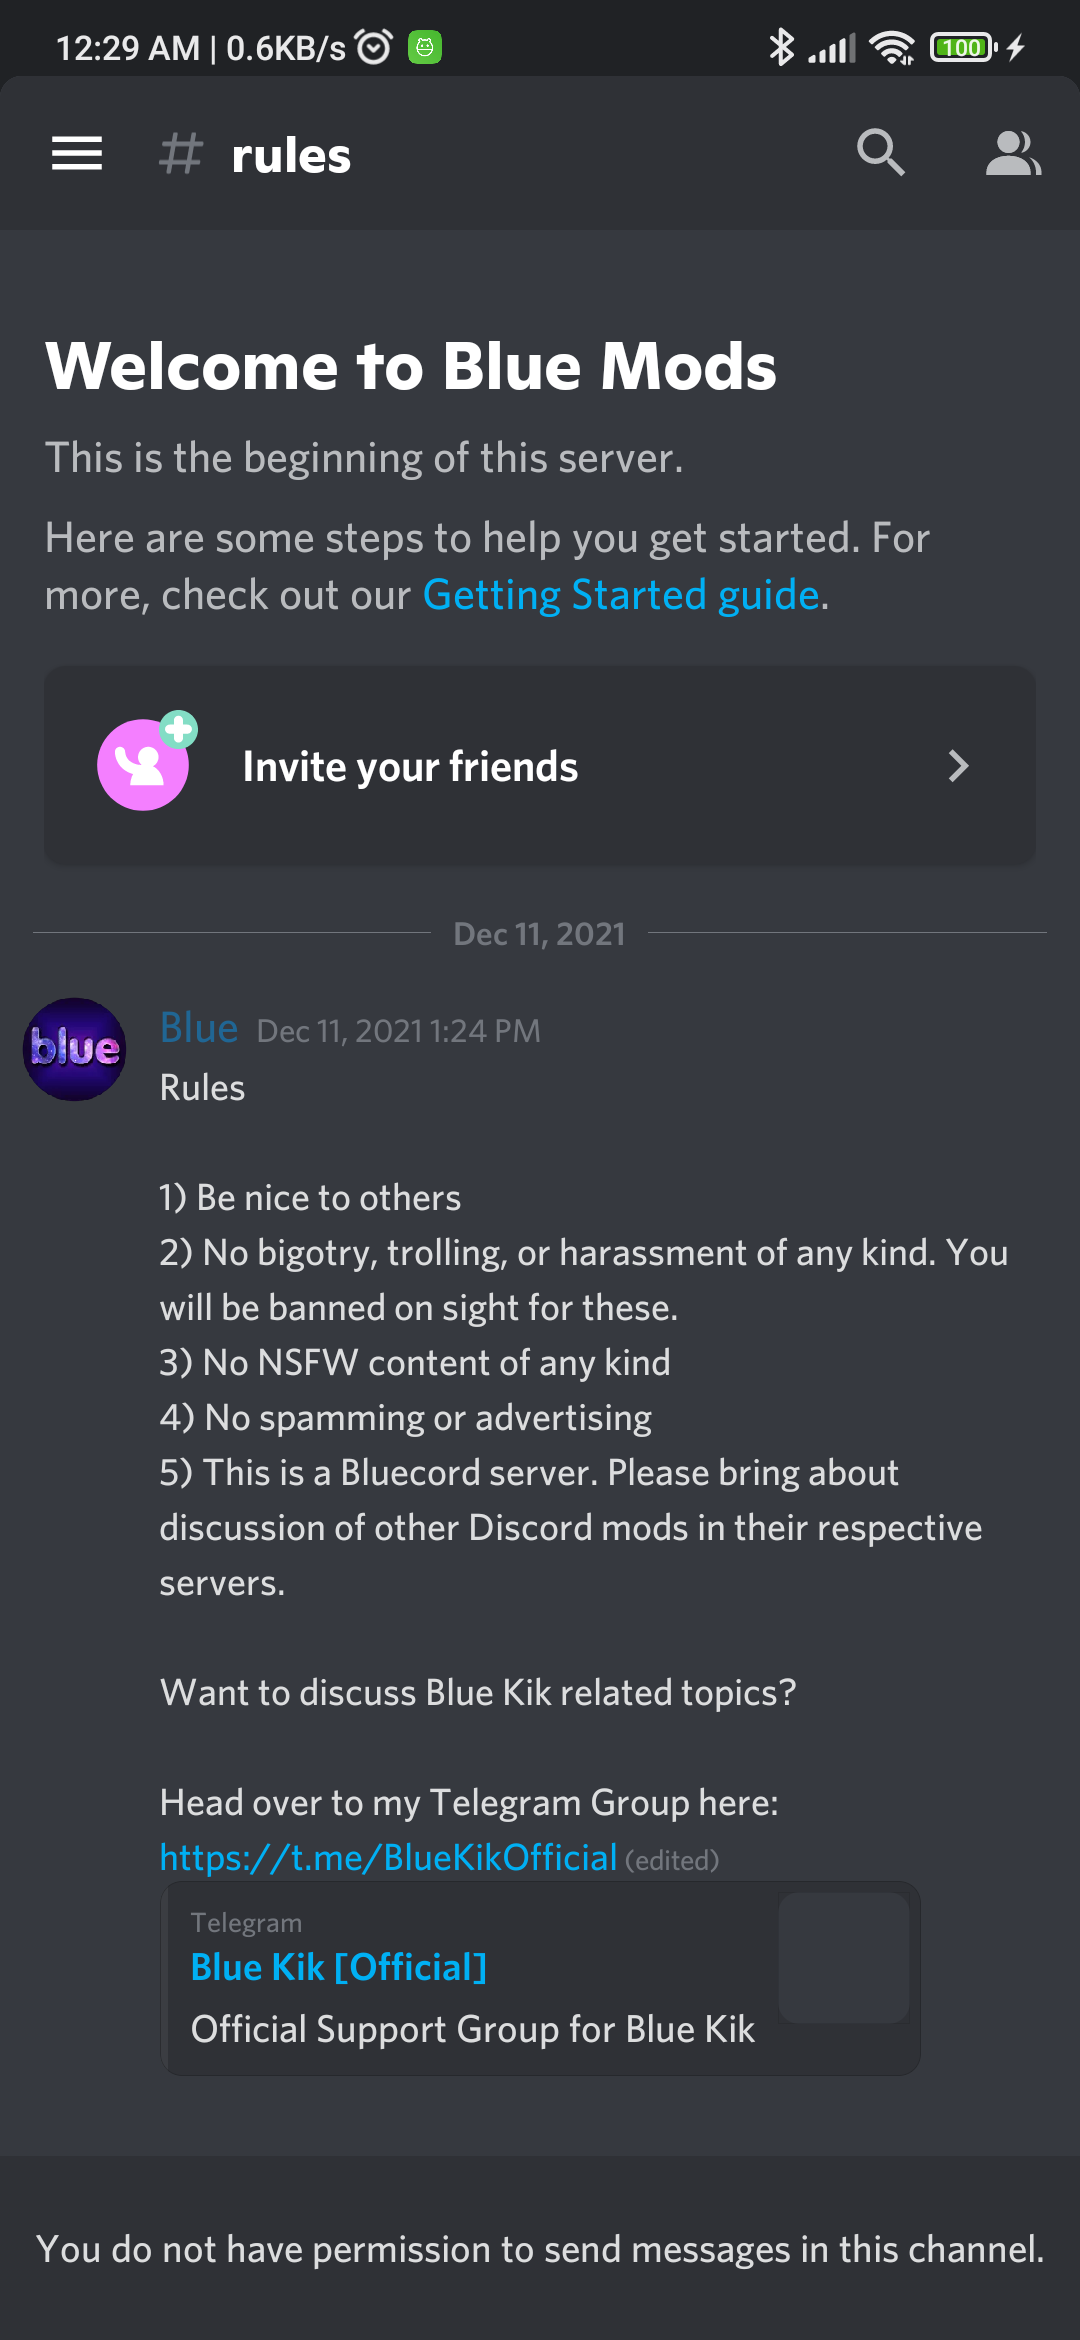 12:29 AM | 0.6KB/s
100
# rules
Welcome to Blue Mods
This is the beginning of this server.
Here are some steps to help you get started. For
more, check out our Getting Started guide.
Invite your friends
Dec 11, 2021
blue
Blue Dec 11, 2021 1:24 PM
Rules
1) Be nice to others
2) No bigotry, trolling, or harassment of any kind. You
will be banned on sight for these.
3) No NSFW content of any kind
4) No spamming or advertising
5) This is a Bluecord server. Please bring about
discussion of other Discord mods in their respective
servers.
Want to discuss Blue Kik related topics?
Head over to my Telegram Group here:
https://t.me/BlueKikOfficial (edited)
Telegram
Blue Kik [Official]
Official Support Group for Blue Kik
You do not have permission to send messages in this channel.